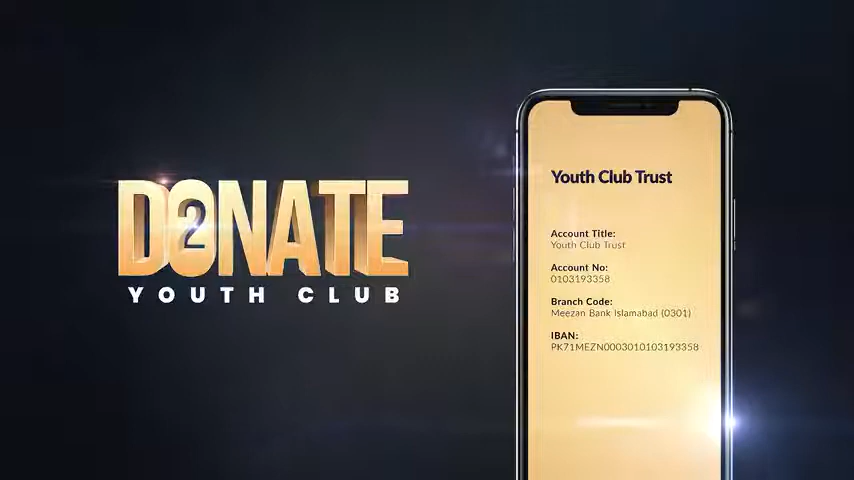 DONATE
2
YOUTH CLUB
Youth Club Trust
Account Title:
Youth Club Trust
Account No:
0103193358
Branch Code:
Meezan Bank Islamabad (0301)
IBAN:
PK71MEZN0003010103193358